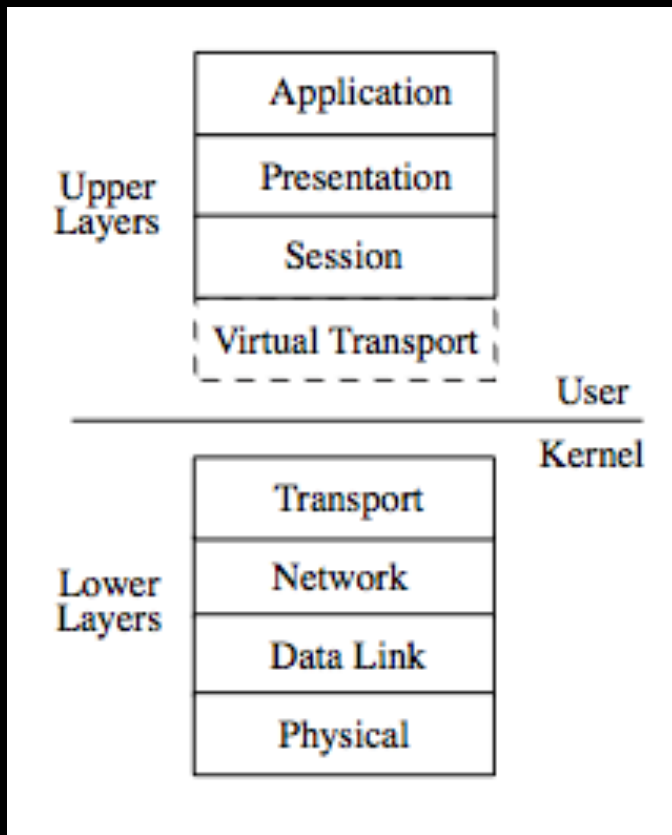 Application
Presentation
Upper
Layers
Session
Virtual Transport
User
Kernel
Transport
Network
Lower
Layers
Data Link
Physical